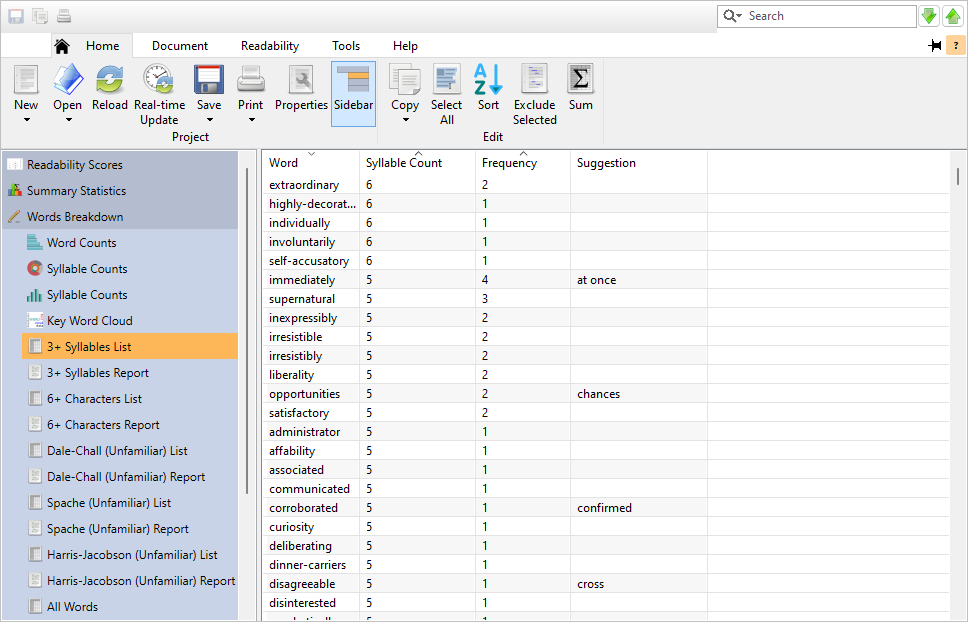 Search
?
Home Document Readability Tools Help
New Open Reload Real-time Update Save Print Properties Sidebar Copy Select All Sort Exclude Selected Sum
Project Edit
Readability Scores
Summary Statistics
Words Breakdown
Word Counts
Syllable Counts
Syllable Counts
Key Word Cloud
3+ Syllables List
3+ Syllables Report
6+ Characters List
6+ Characters Report
Dale-Chall (Unfamiliar) List
Dale-Chall (Unfamiliar) Report
Spache (Unfamiliar) List
Spache (Unfamiliar) Report
Harris-Jacobson (Unfamiliar) List
Harris-Jacobson (Unfamiliar) Report
All Words
Word Syllable Count Frequency Suggestion
extraordinary 6 2
highly-decorat... 6 1
individually 6 1
involuntarily 6 1
self-accusatory 6 1
immediately 5 4 at once
supernatural 5 3
inexpressibly 5 2
irresistible 5 2
irresistibly 5 2
liberality 5 2
opportunities 5 2 chances
satisfactory 5 2
administrator 5 1
affability 5 1
associated 5 1
communicated 5 1
corroborated 5 1 confirmed
curiosity 5 1
deliberating 5 1
dinner-carriers 5 1
disagreeable 5 1 cross
disinterested 5 1